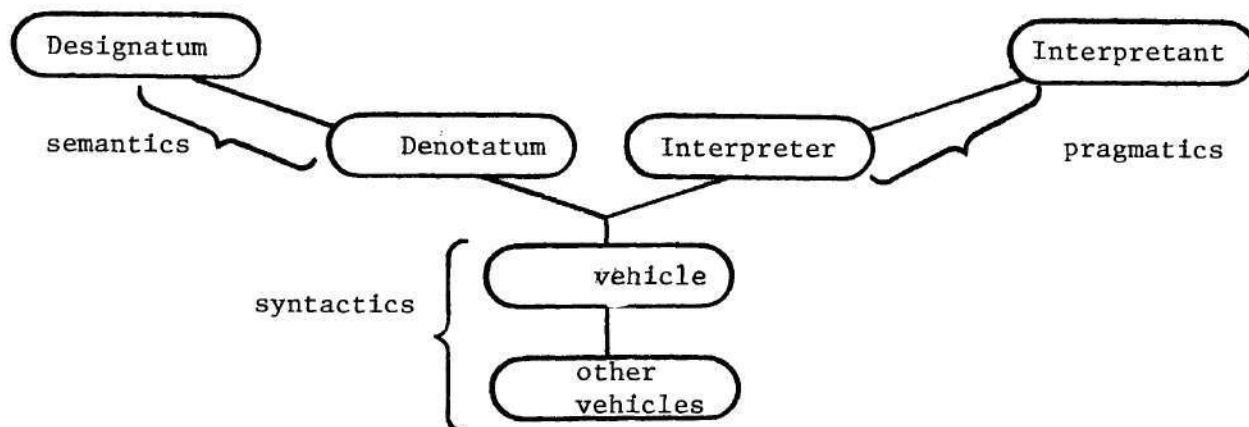 Designatum
Interpretant
semantics
Denotatum
Interpreter
pragmatics
vehicle
syntactics
other
vehicles